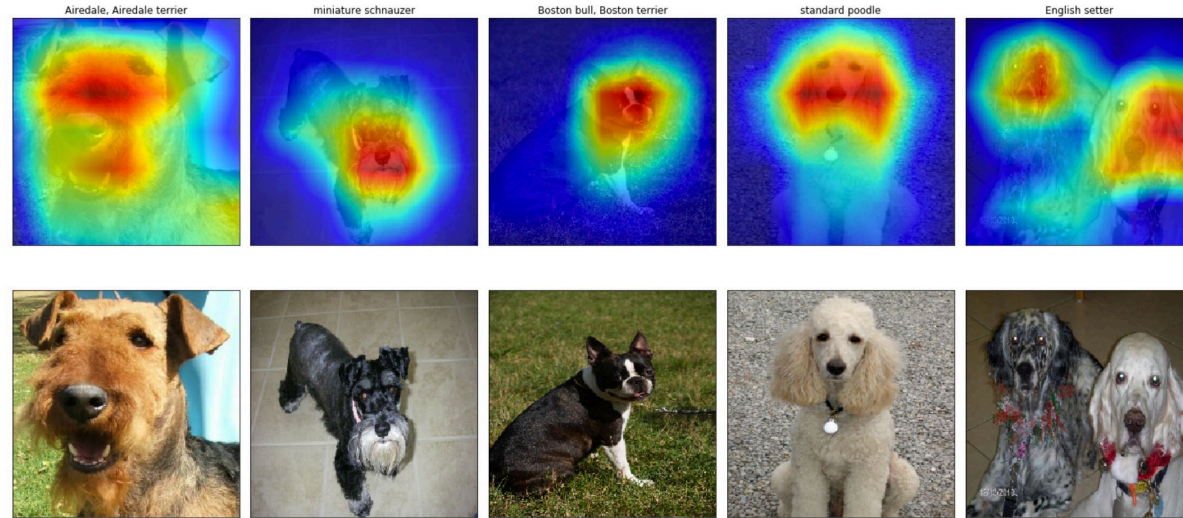 Airedale, Airedale terrier
miniature schnauzer
Boston bull, Boston terrier
standard poodle
English setter